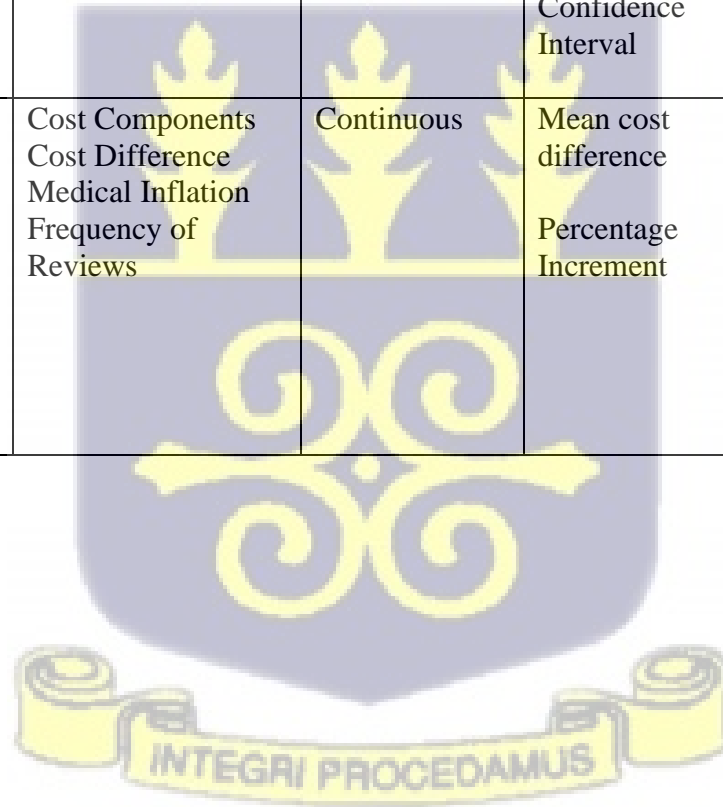 Confidence
Interval
Cost Components
Cost Difference
Medical Inflation
Frequency of
Reviews
Continuous
Mean cost
difference
Percentage
Increment
INTEGRI PROCEDAMUS